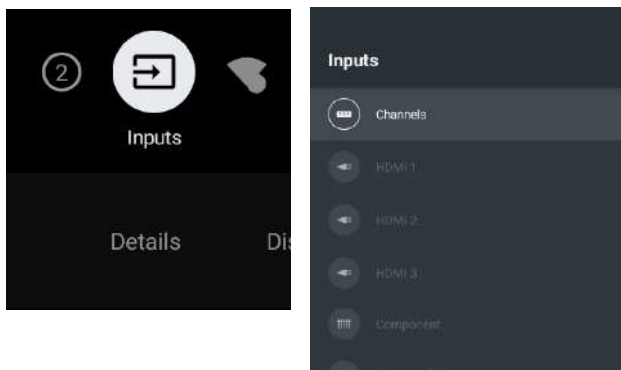 2
Inputs
Details
Dis
Inputs
Channels
HDMI 1
HDMI 2
HDMI 3
Component